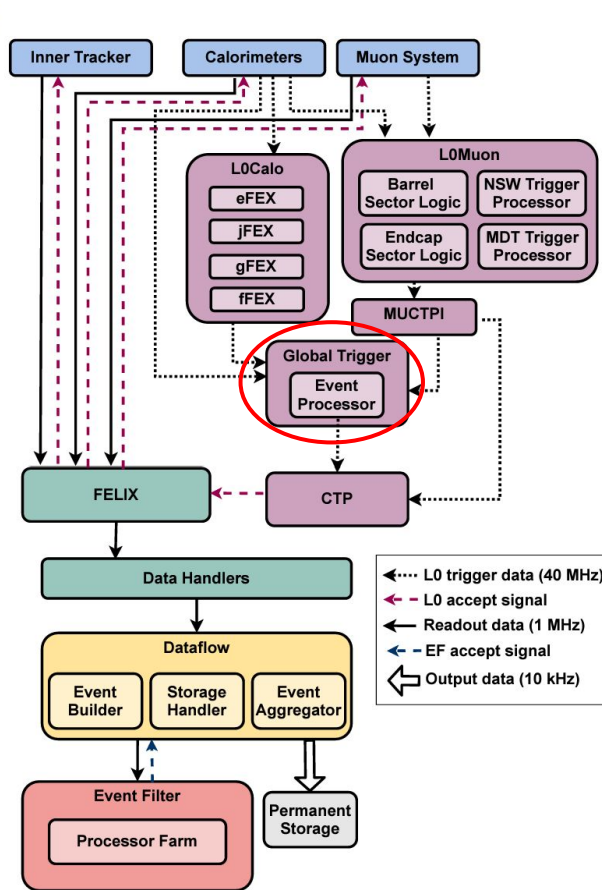 Inner Tracker
Calorimeters
Muon System
L0Calo
eFEX
jFEX
gFEX
fFEX
L0Muon
Barrel
Sector Logic
NSW Trigger
Processor
Endcap
Sector Logic
MDT Trigger
Processor
MUCTPI
Global Trigger
Event
Processor
FELIX
CTP
Data Handlers
L0 trigger data (40 MHz)
L0 accept signal
Readout data (1 MHz)
EF accept signal
Output data (10 kHz)
Dataflow
Event
Builder
Storage
Handler
Event
Aggregator
Event Filter
Processor Farm
Permanent
Storage